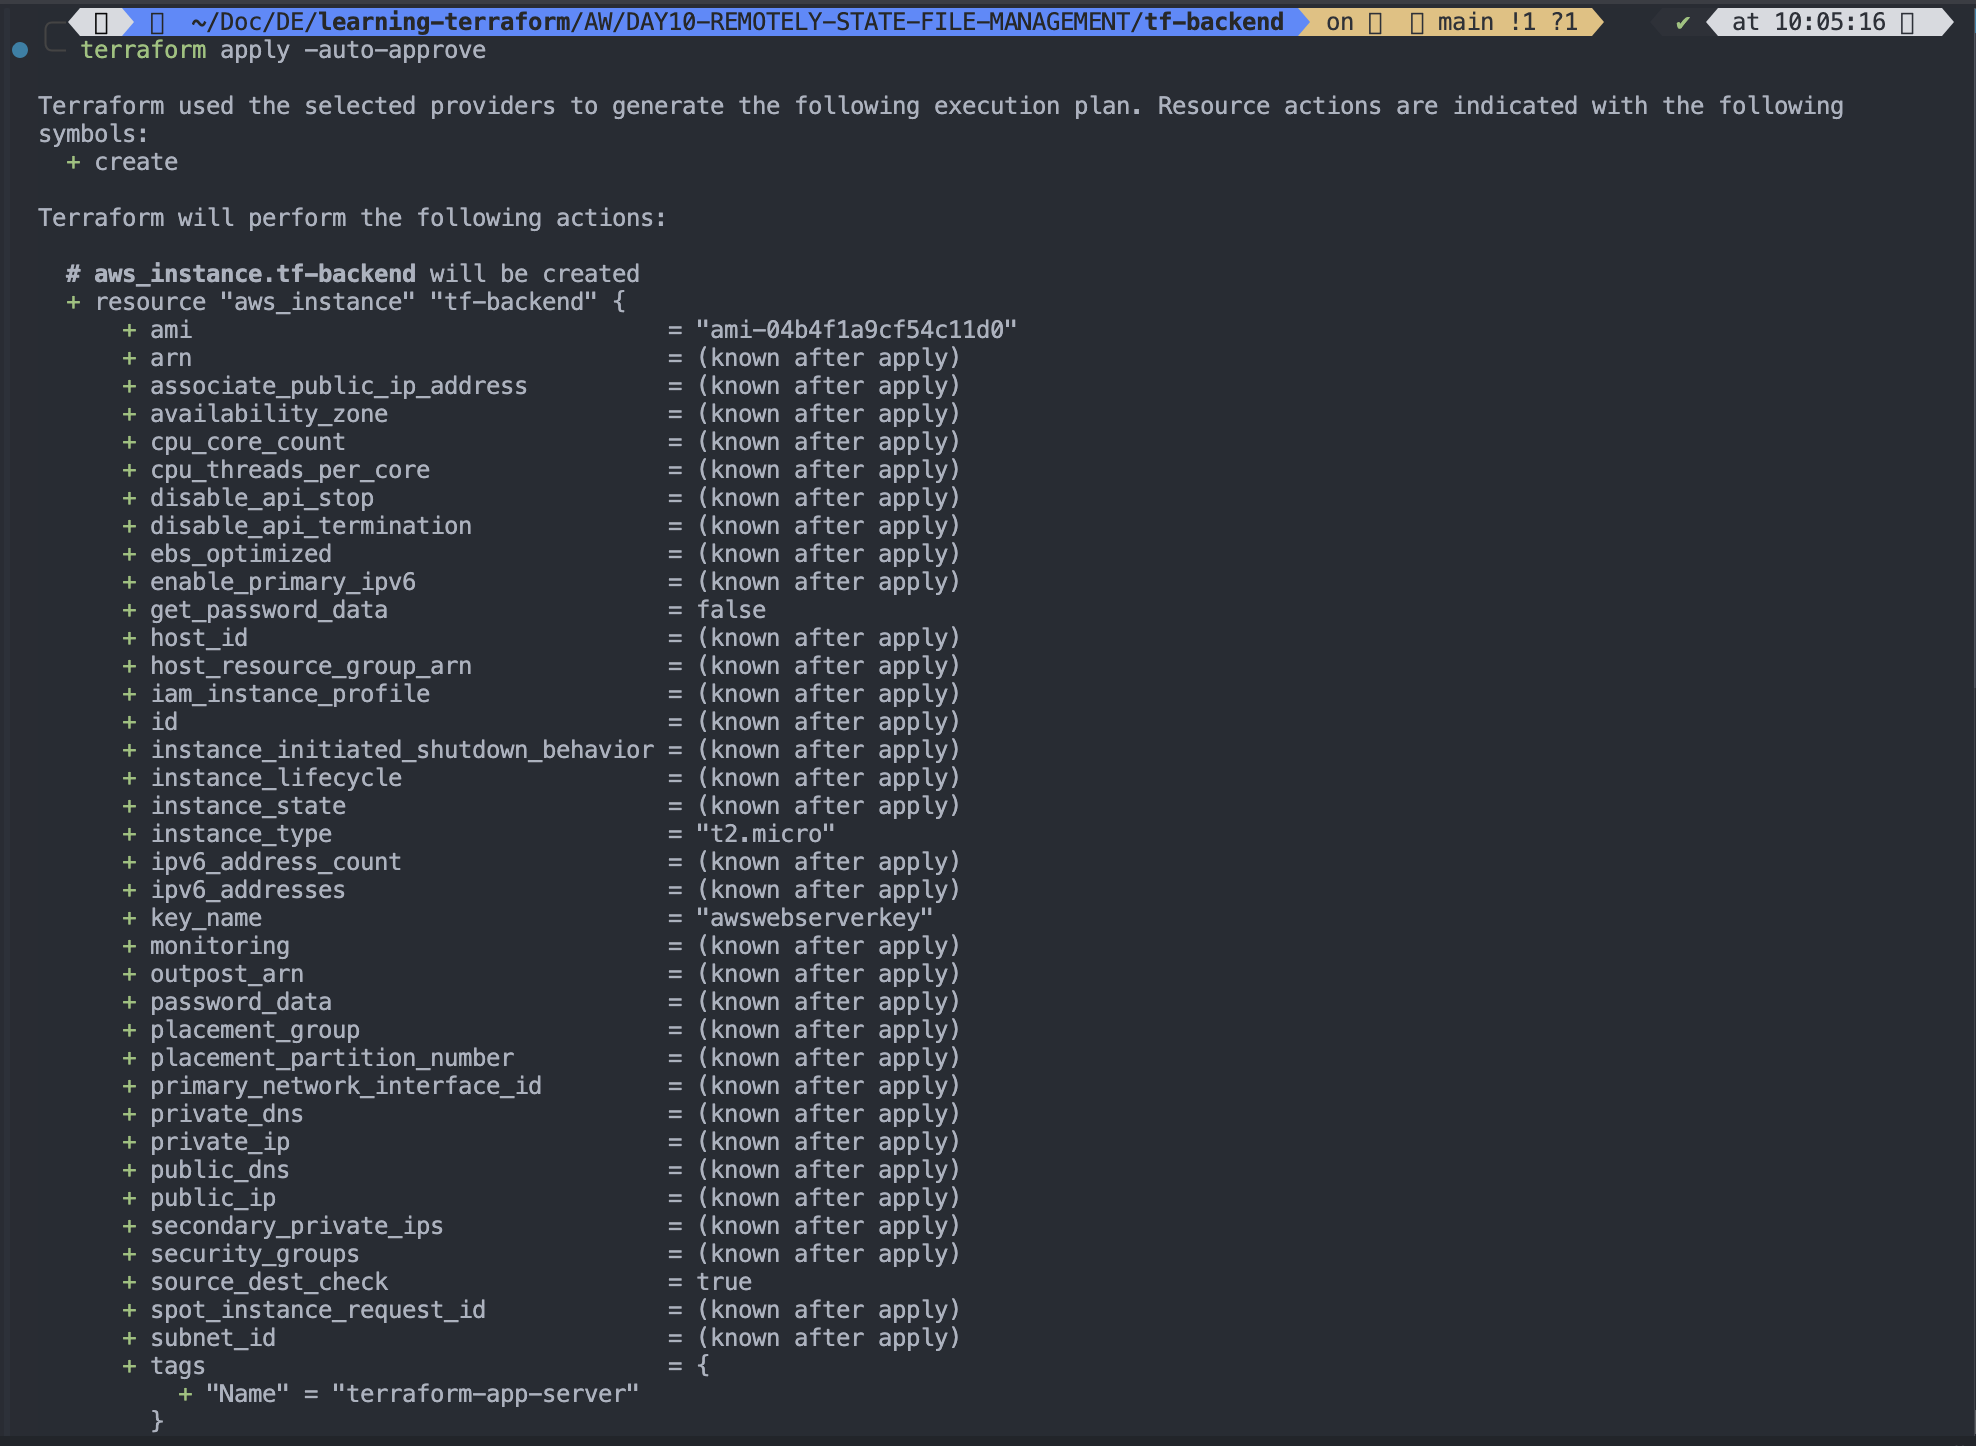 ~/Doc/DE/learning-terraform/AW/DAY10-REMOTELY-STATE-FILE-MANAGEMENT/tf-backend on main !1 ?1 ✔ at 10:05:16
terraform apply -auto-approve
Terraform used the selected providers to generate the following execution plan. Resource actions are indicated with the following
symbols:
+ create
Terraform will perform the following actions:
# aws_instance.tf-backend will be created
+ resource "aws_instance" "tf-backend" {
+ ami = "ami-04b4f1a9cf54c11d0"
+ arn = (known after apply)
+ associate_public_ip_address = (known after apply)
+ availability_zone = (known after apply)
+ cpu_core_count = (known after apply)
+ cpu_threads_per_core = (known after apply)
+ disable_api_stop = (known after apply)
+ disable_api_termination = (known after apply)
+ ebs_optimized = (known after apply)
+ enable_primary_ipv6 = (known after apply)
+ get_password_data = false
+ host_id = (known after apply)
+ host_resource_group_arn = (known after apply)
+ iam_instance_profile = (known after apply)
+ id = (known after apply)
+ instance_initiated_shutdown_behavior = (known after apply)
+ instance_lifecycle = (known after apply)
+ instance_state = (known after apply)
+ instance_type = "t2.micro"
+ ipv6_address_count = (known after apply)
+ ipv6_addresses = (known after apply)
+ key_name = "awswebserverkey"
+ monitoring = (known after apply)
+ outpost_arn = (known after apply)
+ password_data = (known after apply)
+ placement_group = (known after apply)
+ placement_partition_number = (known after apply)
+ primary_network_interface_id = (known after apply)
+ private_dns = (known after apply)
+ private_ip = (known after apply)
+ public_dns = (known after apply)
+ public_ip = (known after apply)
+ secondary_private_ips = (known after apply)
+ security_groups = (known after apply)
+ source_dest_check = true
+ spot_instance_request_id = (known after apply)
+ subnet_id = (known after apply)
+ tags = {
+ "Name" = "terraform-app-server"
}